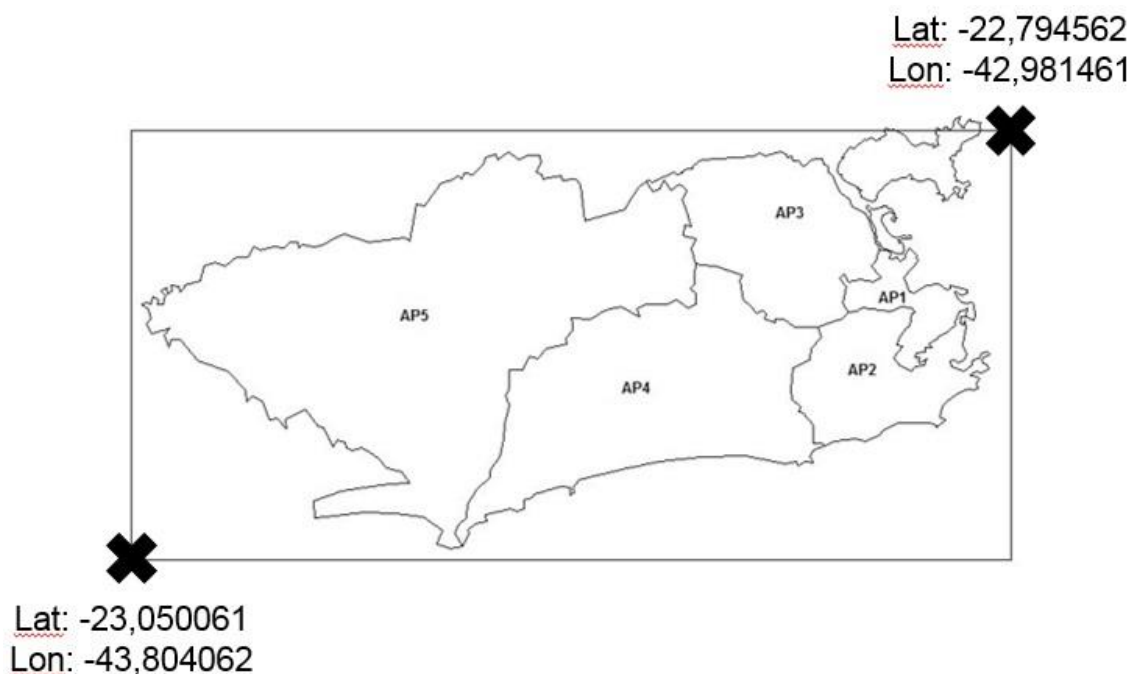 Lat: -22,794562
Lon: -42,981461
AP3
AP1
AP5
AP2
AP4
Lat: -23,050061
Lon: -43,804062